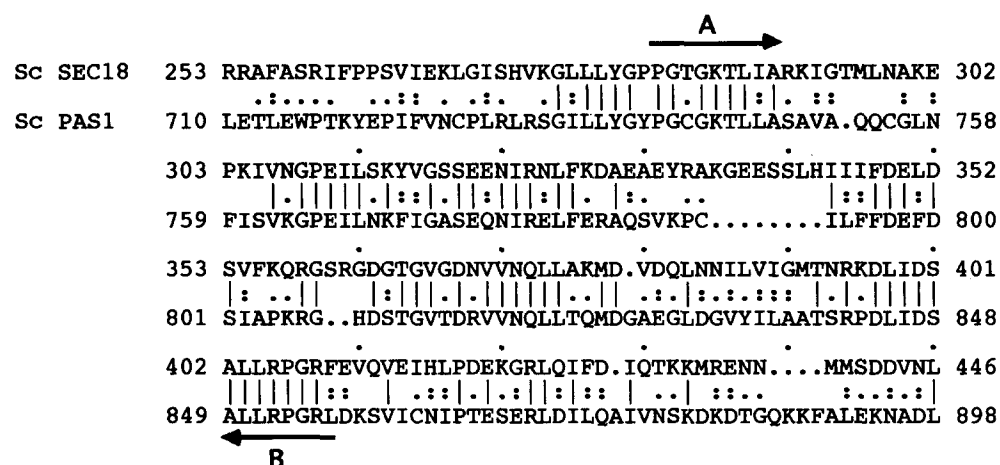 A
Sc SEC18 253 RRAFASRIFPPSVIEKLGISHVKGLLLYGPPGTGKTLIARKIGTMLNAKE 302
Sc PAS1 710 LETLEWPTKYEPIFVNCPLRLRSGILLYGYPGCGKTLLASAVA.QQCGLN 758
303 PKIVNGPEILSKYVGSSEENIRNLFKDAEAEYRAKGEESSLHIIIFDELD 352
759 FISVKGPEILNKFIGASEQNIRELFERAQSVKPC........ILFFDEFD 800
353 SVFKQRGSRGDGTGVGDNVVNQLLAKMD.VDQLNNILVIGMTNRKDLIDS 401
801 SIAPKRG..HDSTGVTDRVVNQLLTQMDGAEGLDGVYILAATSRPDLIDS 848
402 ALLRPGRFEVQVEIHLPDEKGRLQIFD.IQTKKMRENN....MMSDDVNL 446
849 ALLRPGRLDKSVICNIPTESERLDILQAIVNSKDKDTGQKKFALEKNADL 898
B